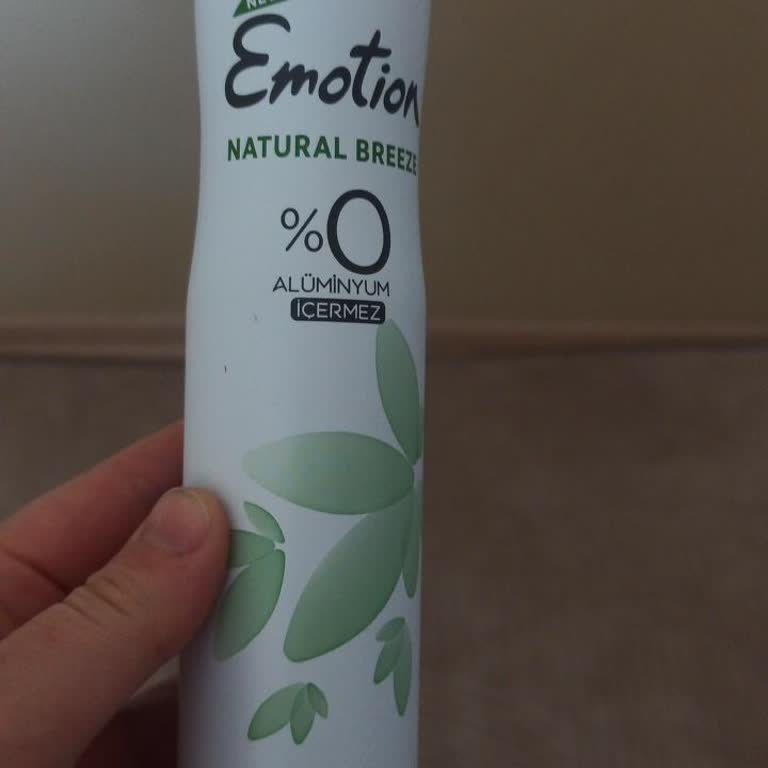 Emotion
NATURAL BREEZE
%0
ALÜMİNYUM
İÇERMEZ